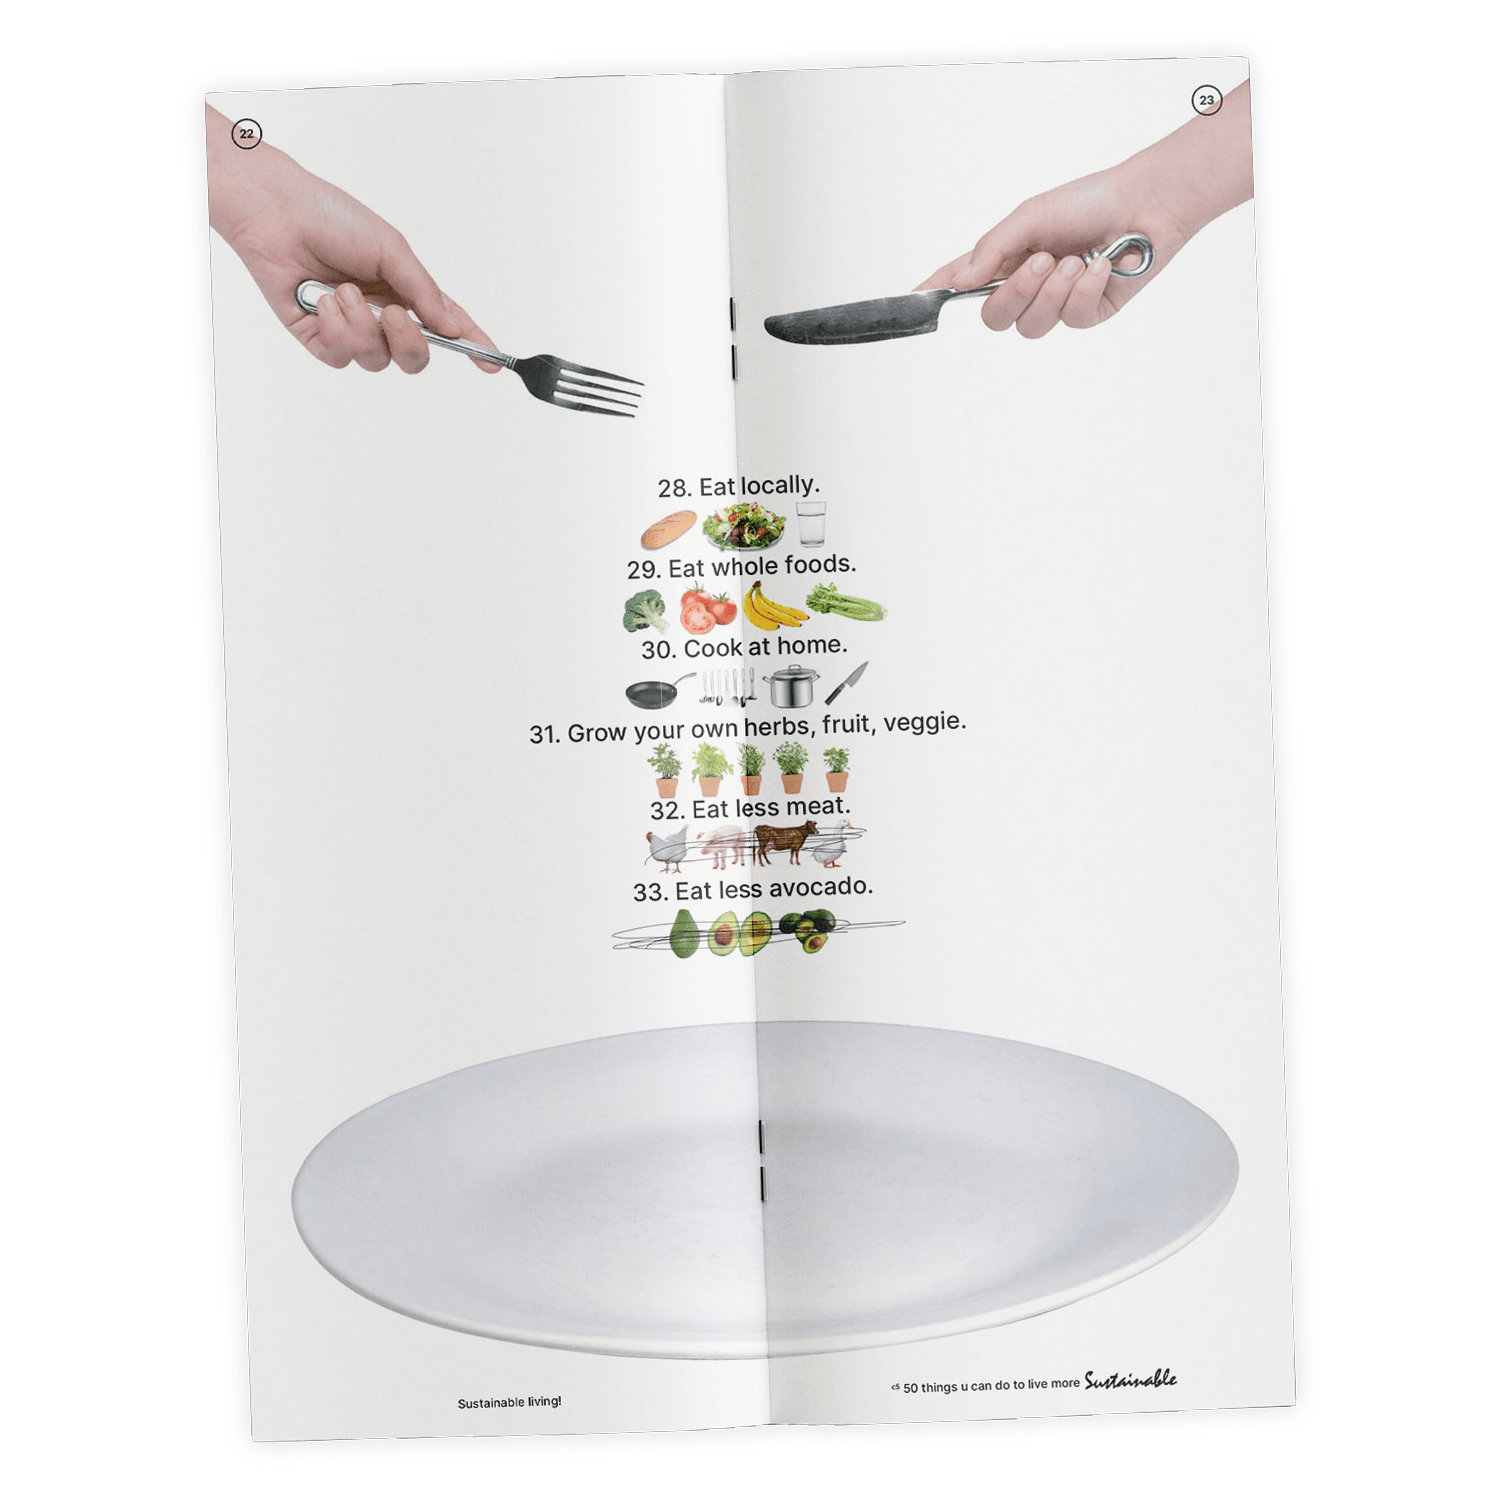 22
23
28. Eat locally.
29. Eat whole foods.
30. Cook at home.
31. Grow your own herbs, fruit, veggie.
32. Eat less meat.
33. Eat less avocado.
Sustainable living!
c5 50 things u can do to live more Sustainable